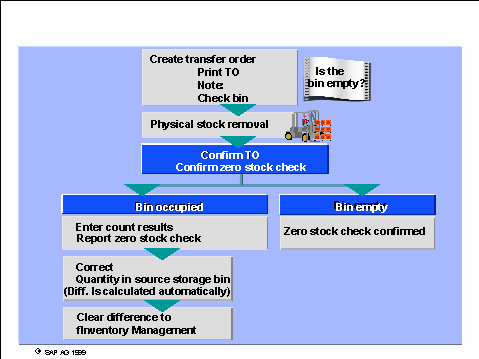 Create transfer order
Print TO
Note:
Check bin
Is the
bin empty?
Physical stock removal
Confirm TO
Confirm zero stock check
Bin occupied
Bin empty
Enter count results
Report zero stock check
Zero stock check confirmed
Correct
Quantity in source storage bin
(Diff. Is calculated automatically)
Clear difference to
fInventory Management
© SAP AG 1999